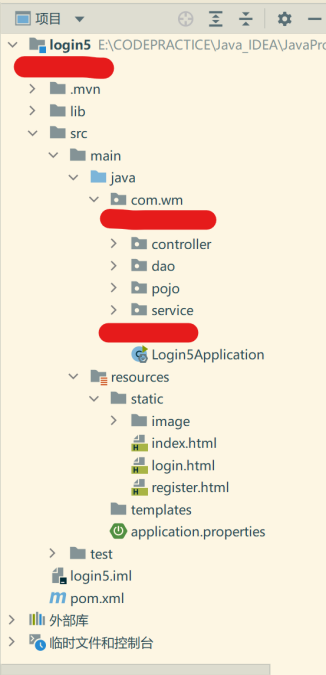 项目
login5 E:\CODEPRACTICE\Java_IDEA\JavaPro
.mvn
lib
src
main
java
com.wm
controller
dao
pojo
service
Login5Application
resources
static
image
index.html
login.html
register.html
templates
application.properties
test
login5.iml
pom.xml
外部库
临时文件和控制台